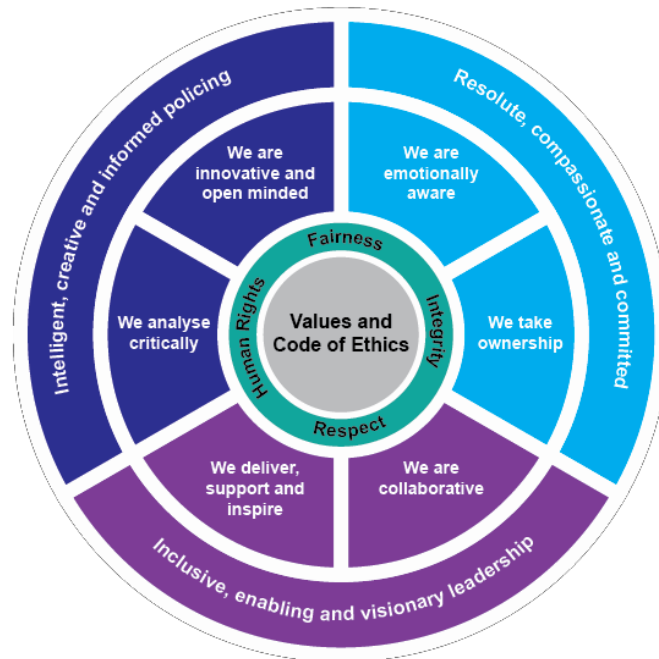 Intelligent, creative and informed policing
Resolute, compassionate and committed
We are
innovative and
open minded
We are
emotionally
aware
We analyse
critically
We take
ownership
We deliver,
support and
inspire
We are
collaborative
Inclusive, enabling and visionary leadership
Fairness
Integrity
Respect
Human Rights
Values and
Code of Ethics